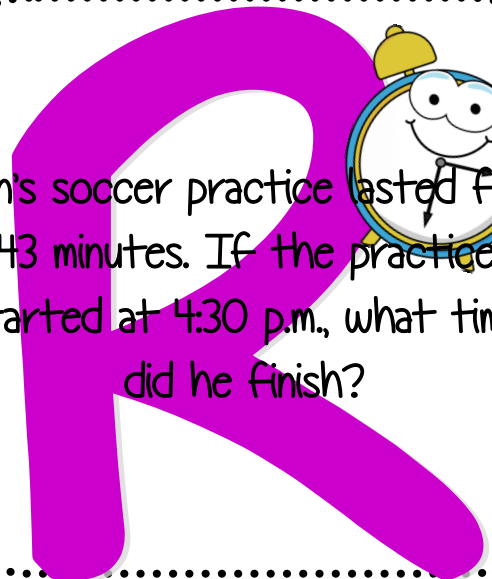 R
n's soccer practice lasted f
43 minutes. If the practice
arted at 4:30 p.m., what tim
did he finish?